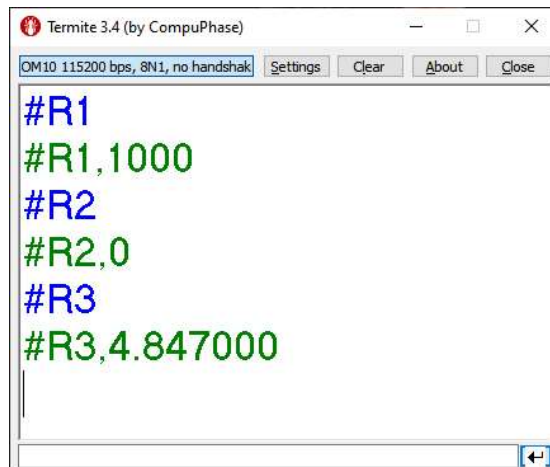 Termite 3.4 (by CompuPhase)
OM10 115200 bps, 8N1, no handshak Settings Clear About Close
#R1
#R1,1000
#R2
#R2,0
#R3
#R3,4.847000